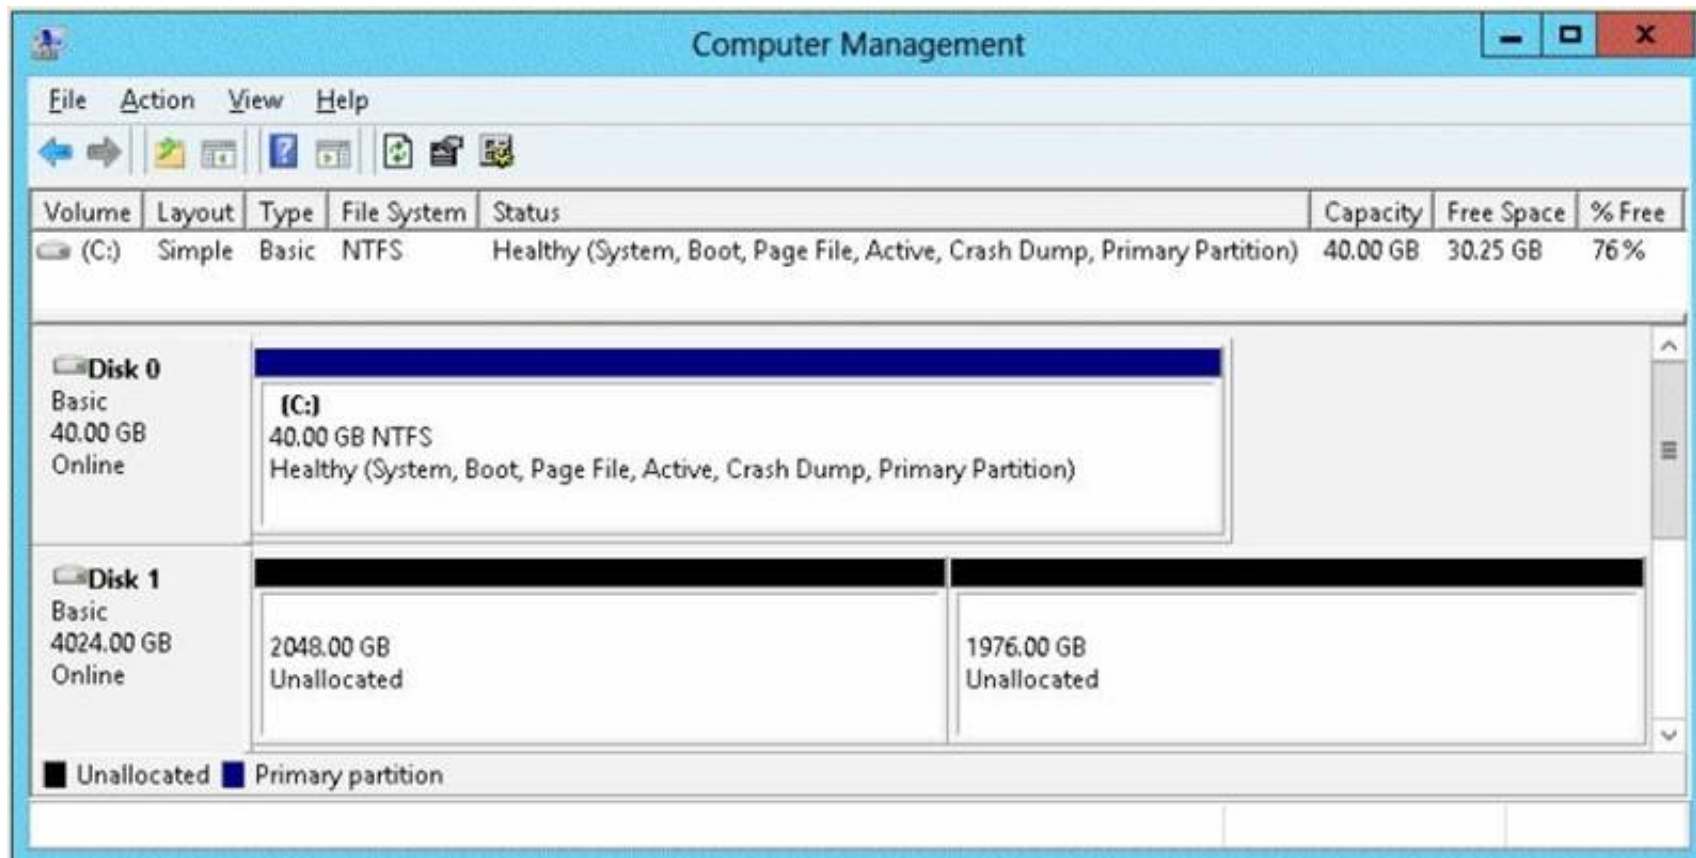 Computer Management
File Action View Help
Volume Layout Type File System Status Capacity Free Space % Free
(C:) Simple Basic NTFS Healthy (System, Boot, Page File, Active, Crash Dump, Primary Partition) 40.00 GB 30.25 GB 76%
Disk 0
Basic
40.00 GB
Online
(C:)
40.00 GB NTFS
Healthy (System, Boot, Page File, Active, Crash Dump, Primary Partition)
Disk 1
Basic
4024.00 GB
Online
2048.00 GB
Unallocated
1976.00 GB
Unallocated
Unallocated Primary partition